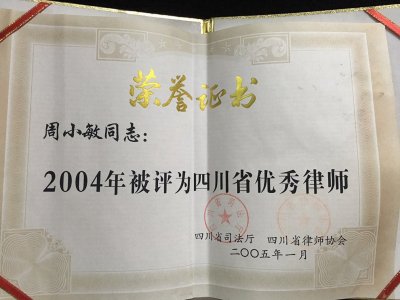 荣誉证书
周小敏同志：
2004年被评为四川省优秀律师
四川省司法厅 四川省律师协会
二〇〇五年一月